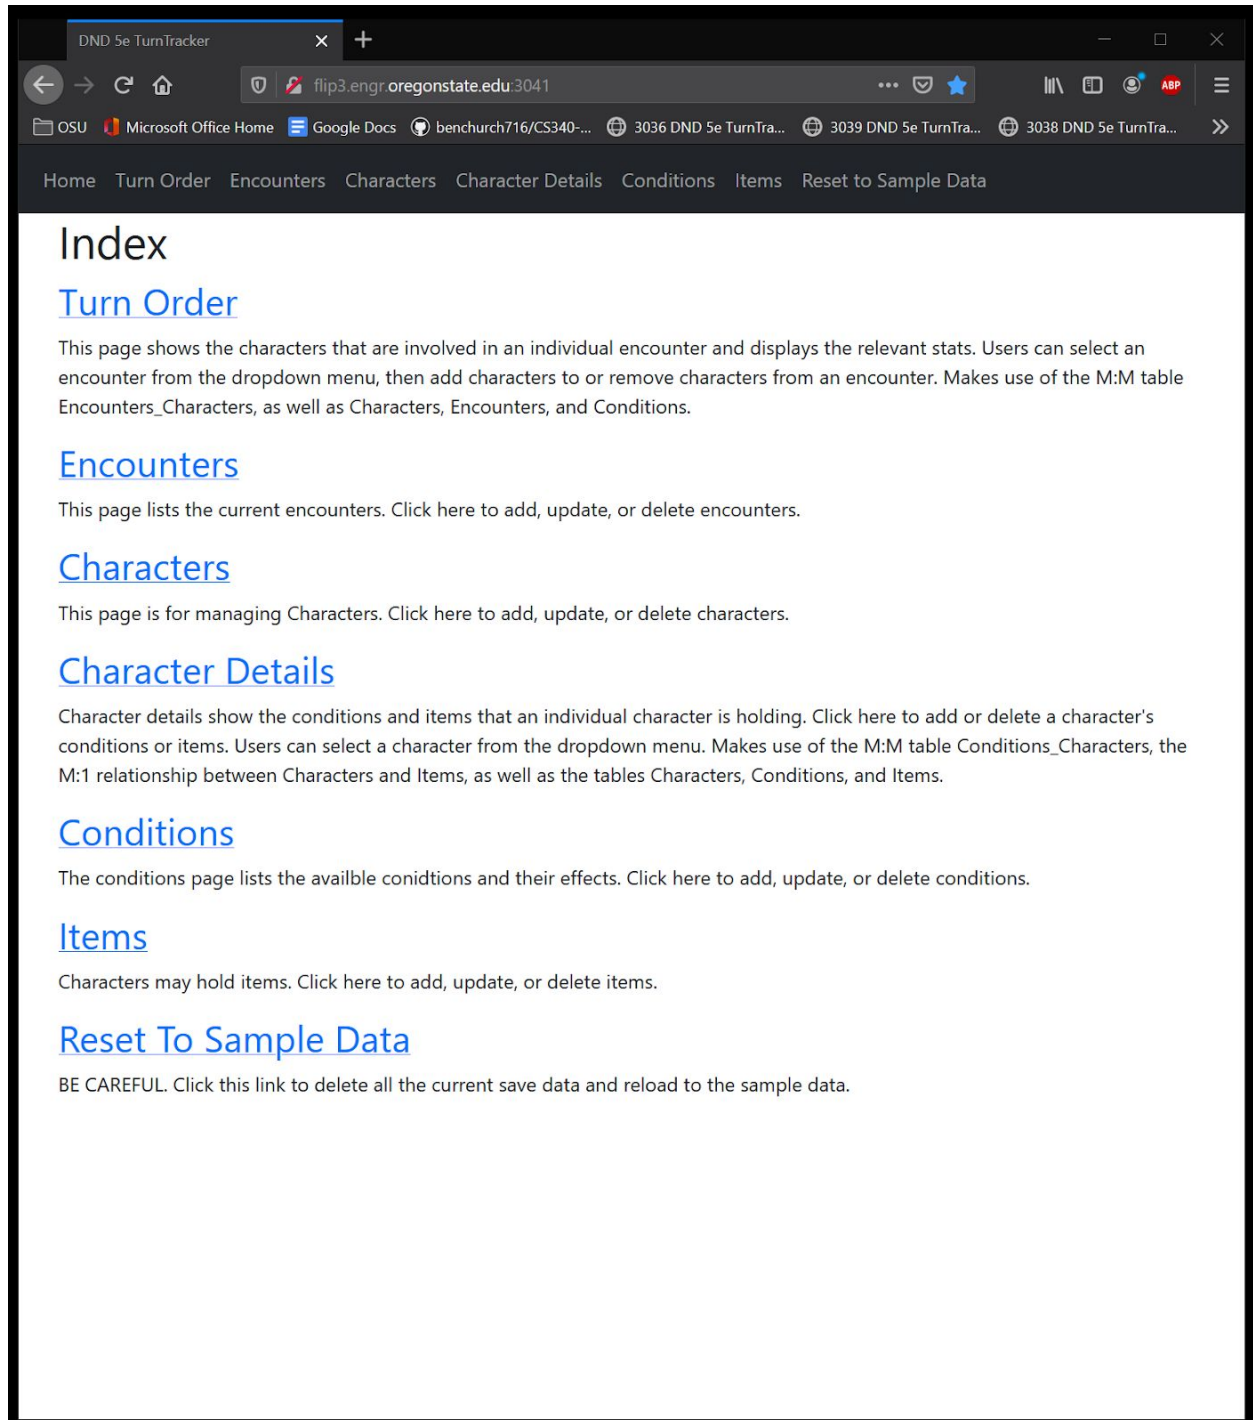 DND 5e TurnTracker
flip3.engr.oregonstate.edu:3041
ABP
OSU Microsoft Office Home Google Docs benchurch716/CS340-... 3036 DND 5e TurnTra... 3039 DND 5e TurnTra... 3038 DND 5e TurnTra...
Home Turn Order Encounters Characters Character Details Conditions Items Reset to Sample Data
Index
Turn Order
This page shows the characters that are involved in an individual encounter and displays the relevant stats. Users can select an
encounter from the dropdown menu, then add characters to or remove characters from an encounter. Makes use of the M:M table
Encounters_Characters, as well as Characters, Encounters, and Conditions.
Encounters
This page lists the current encounters. Click here to add, update, or delete encounters.
Characters
This page is for managing Characters. Click here to add, update, or delete characters.
Character Details
Character details show the conditions and items that an individual character is holding. Click here to add or delete a character's
conditions or items. Users can select a character from the dropdown menu. Makes use of the M:M table Conditions_Characters, the
M:1 relationship between Characters and Items, as well as the tables Characters, Conditions, and Items.
Conditions
The conditions page lists the availble conidtions and their effects. Click here to add, update, or delete conditions.
Items
Characters may hold items. Click here to add, update, or delete items.
Reset To Sample Data
BE CAREFUL. Click this link to delete all the current save data and reload to the sample data.